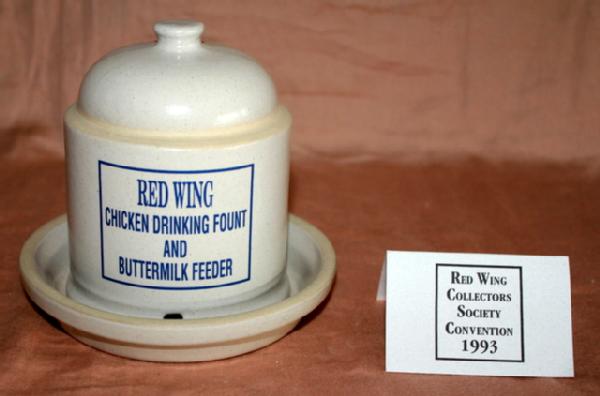 RED WING
CHICKEN DRINKING FOUNT
AND
BUTTERMILK FEEDER
RED WING
COLLECTORS
SOCIETY
CONVENTION
1993